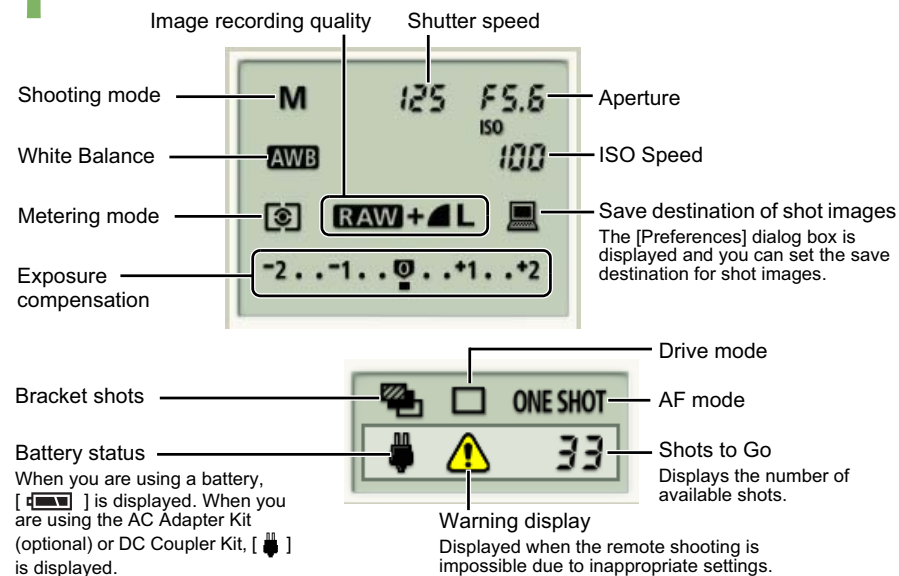 Image recording quality Shutter speed
Shooting mode
M 125 F5.6
Aperture
ISO
White Balance
AWB 100
ISO Speed
Metering mode
RAW+ L
Save destination of shot images
The [Preferences] dialog box is
displayed and you can set the save
destination for shot images.
Exposure
compensation
-2..-1..0..+1..+2
Drive mode
Bracket shots
ONE SHOT
AF mode
Battery status
When you are using a battery,
[ ] is displayed. When you
are using the AC Adapter Kit
(optional) or DC Coupler Kit, [ ]
is displayed.
33
Shots to Go
Displays the number of
available shots.
Warning display
Displayed when the remote shooting is
impossible due to inappropriate settings.